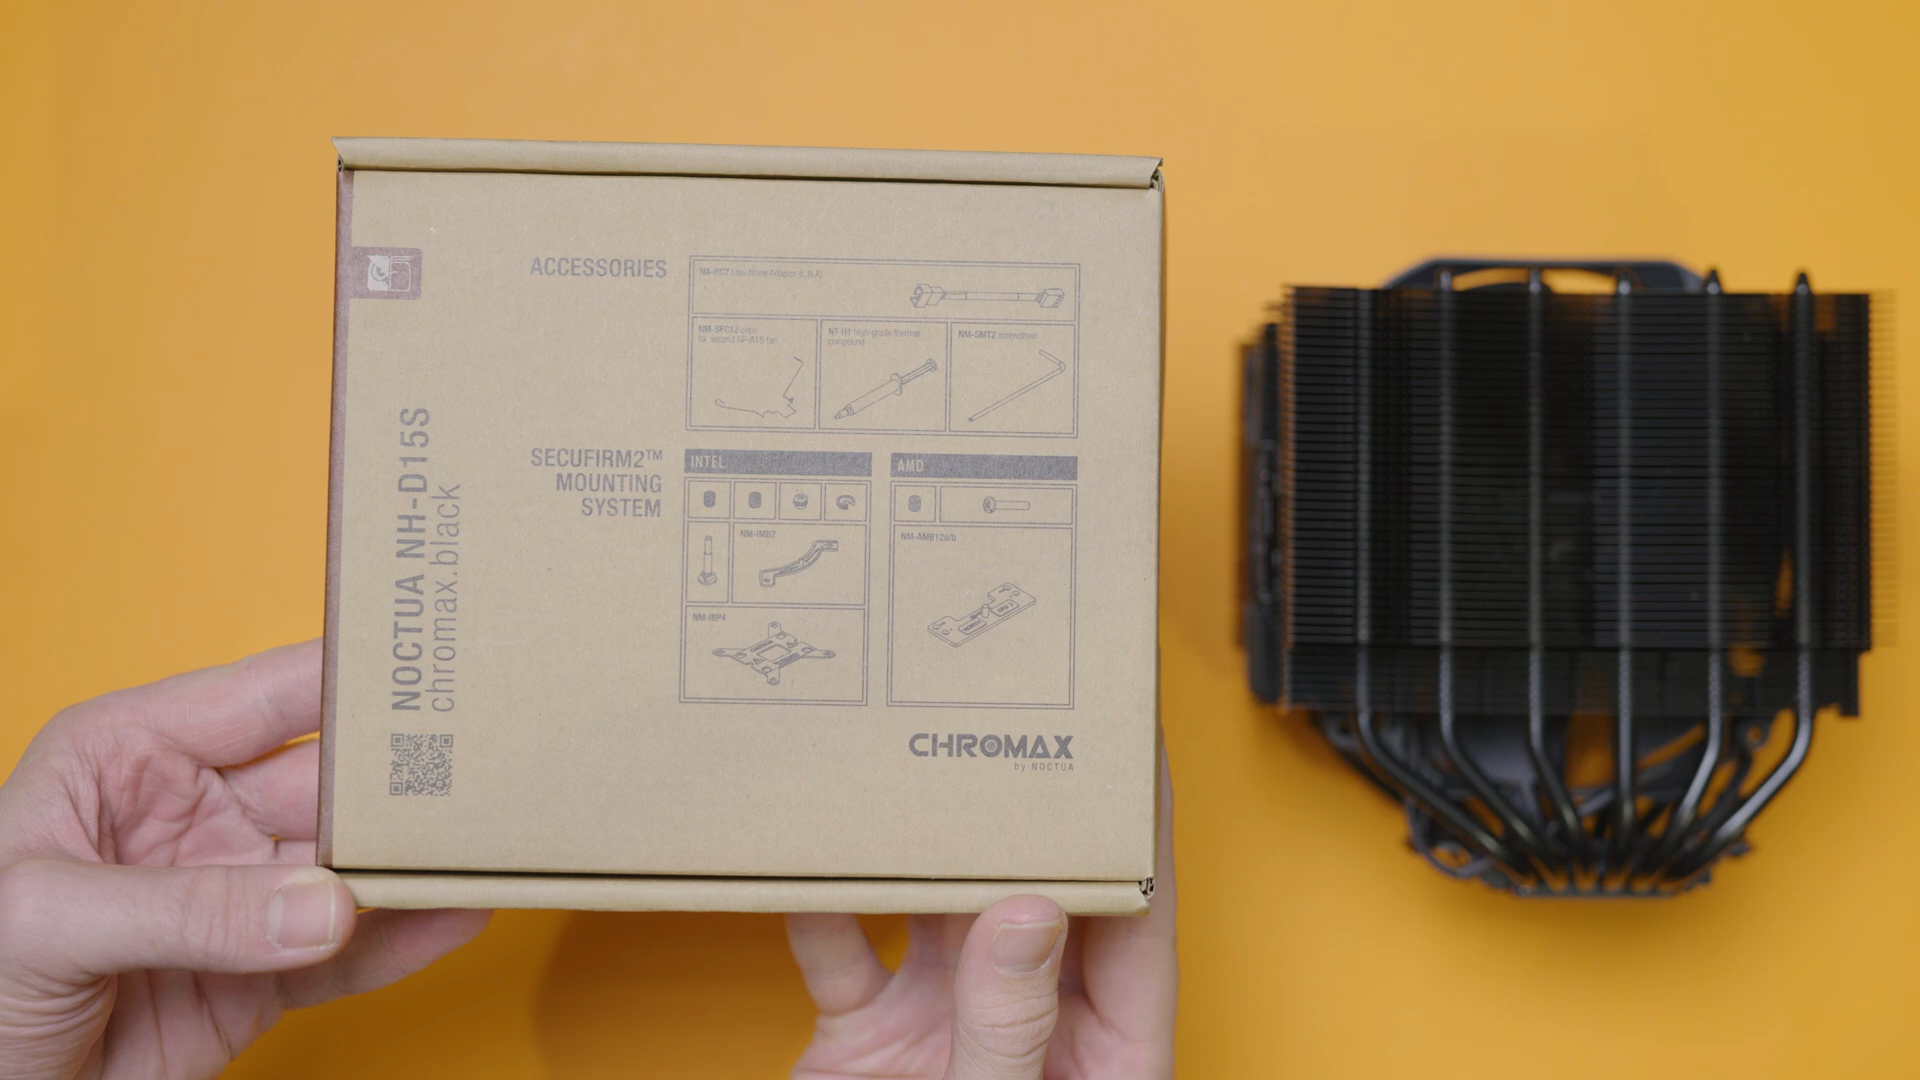 ACCESSORIES
NA-RC7 Low-Noise Adaptor (L.N.A)
NM-SFC12 clips
for second NF-A15 fan
NT-H1 high-grade thermal
compound
NM-SMT2 screwdriver
SECUFIRM2™
MOUNTING
SYSTEM
INTEL
NM-IMB2
NM-IBP4
AMD
NM-AMB12a/b
NOCTUA NH-D15S
chromax.black
CHROMAX
by NOCTUA